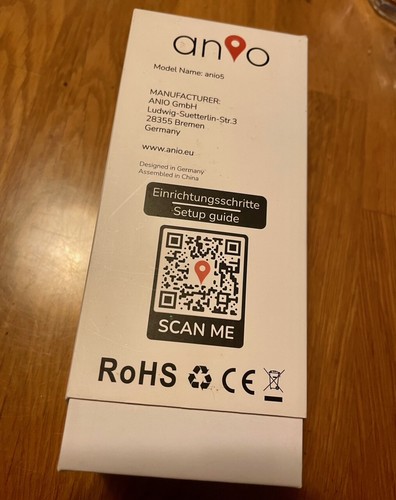 anio
Model Name: anio5
MANUFACTURER:
ANIO GmbH
Ludwig-Suetterlin-Str.3
28355 Bremen
Germany
www.anio.eu
Designed in Germany
Assembled in China
Einrichtungsschritte
Setup guide
SCAN ME
RoHS CE